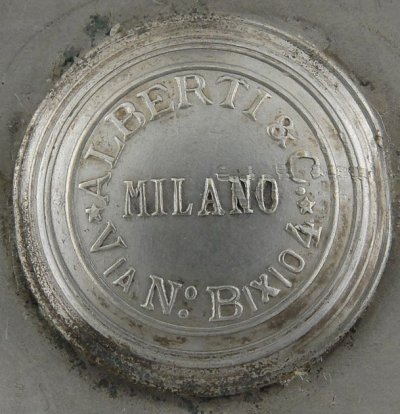 ALBERTI & C.
MILANO
VIA No. BIXIO 4